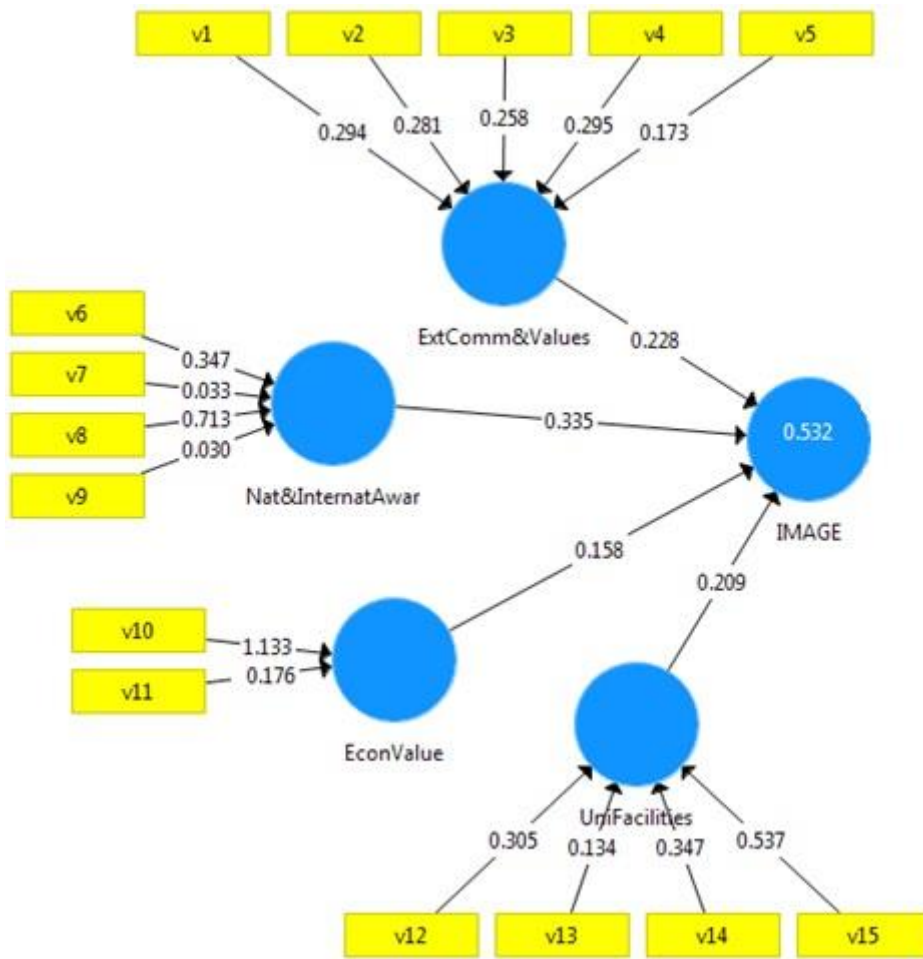 v1 v2 v3 v4 v5
0.294 0.281 0.258 0.295 0.173
ExtComm&Values
v6
v7
v8
v9
0.347
0.033
0.713
0.030
Nat&InternatAwar
0.228
0.335
0.532
IMAGE
0.158
0.209
v10
v11
1.133
0.176
EconValue
UniFacilities
0.305 0.134 0.347 0.537
v12 v13 v14 v15